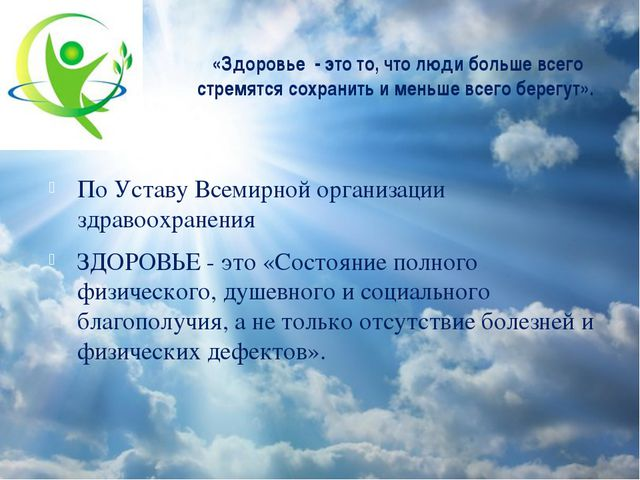 «Здоровье - это то, что люди больше всего
стремятся сохранить и меньше всего берегут».
По Уставу Всемирной организации
здравоохранения
ЗДОРОВЬЕ - это «Состояние полного
физического, душевного и социального
благополучия, а не только отсутствие болезней и
физических дефектов».